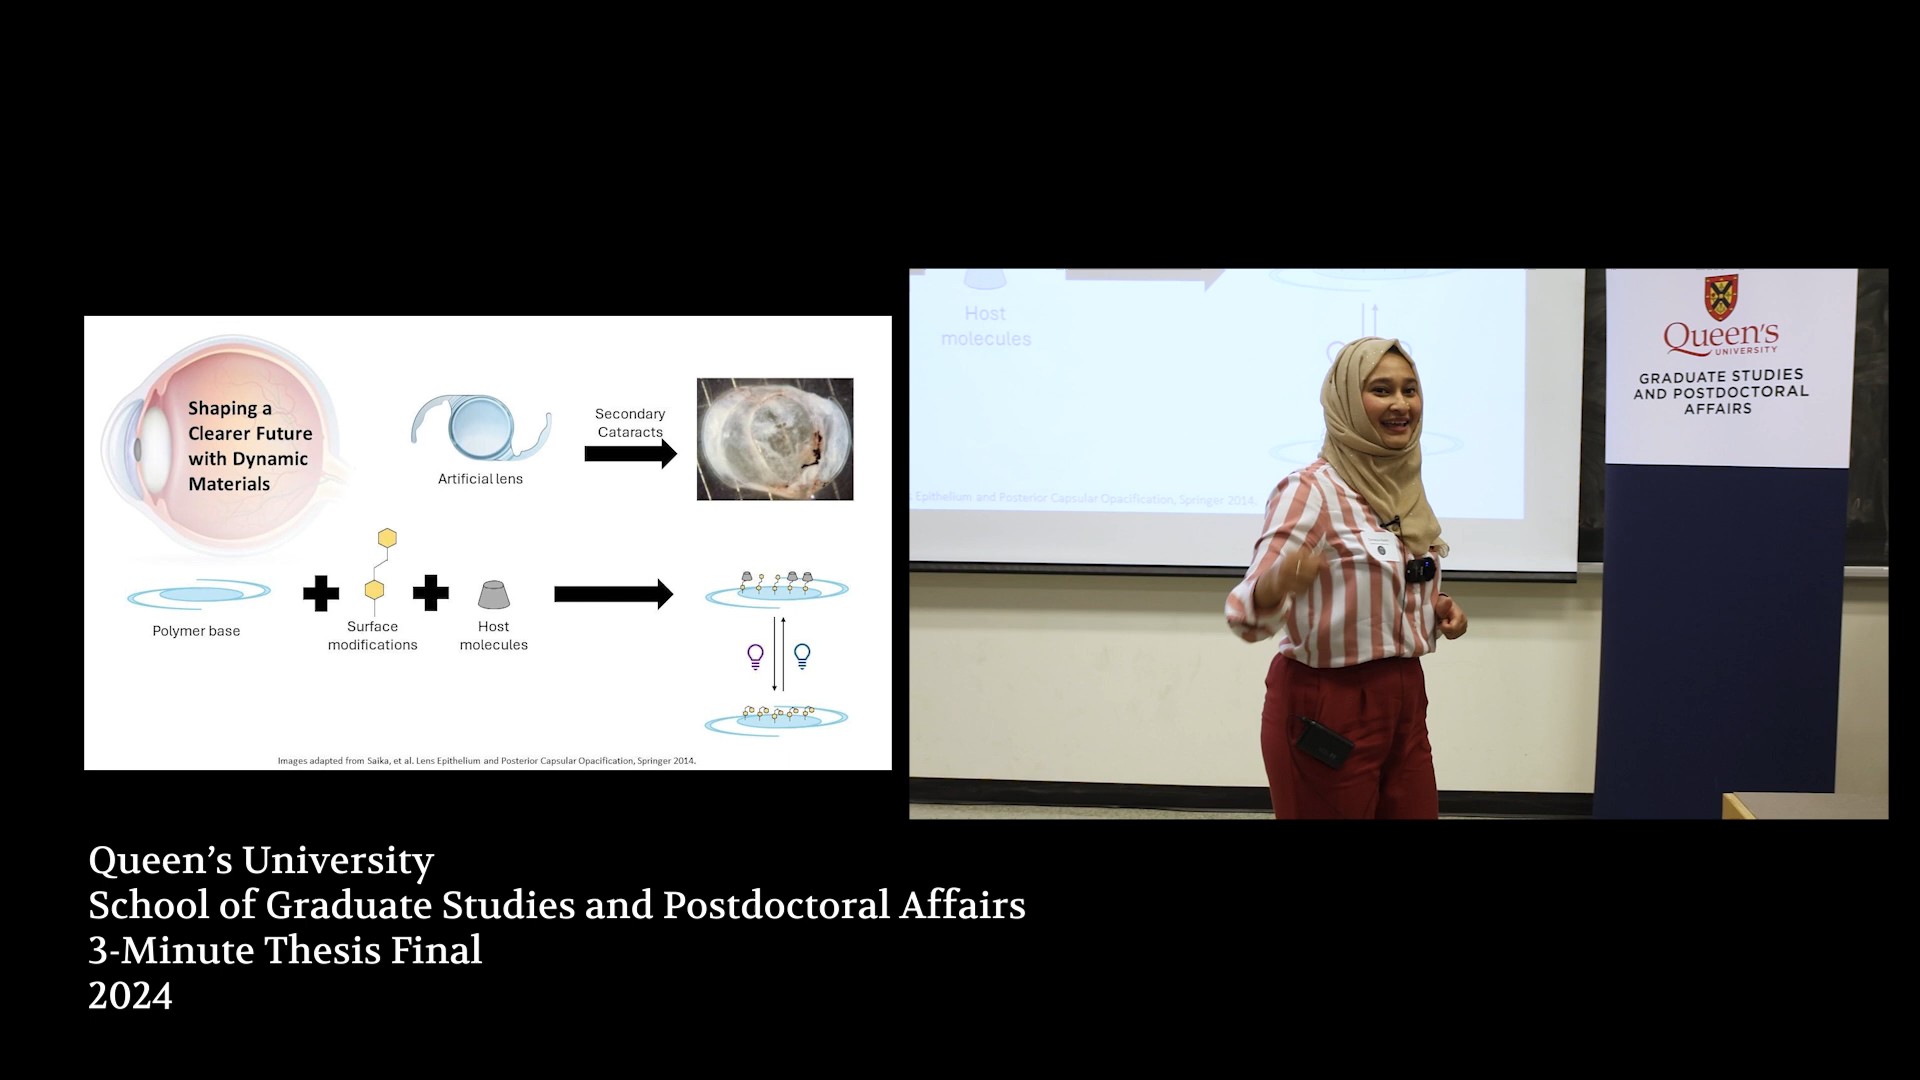 Shaping a
Clearer Future
with Dynamic
Materials
Artificial lens
Secondary
Cataracts
Polymer base
Surface
modifications
Host
molecules
Images adapted from Saika, et al. Lens Epithelium and Posterior Capsular Opacification, Springer 2014.
Host
molecules
Epithelium and Posterior Capsular Opacification, Springer 2014.
Queen's
UNIVERSITY
GRADUATE STUDIES
AND POSTDOCTORAL
AFFAIRS
Queen’s University
School of Graduate Studies and Postdoctoral Affairs
3-Minute Thesis Final
2024